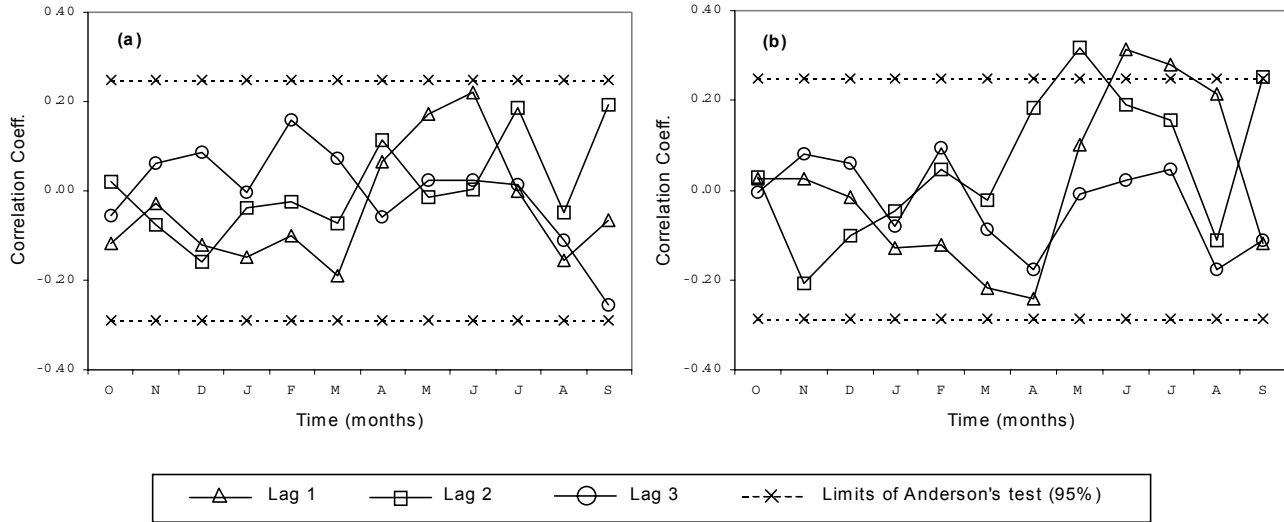 (a)
Correlation Coeff.
0.40
0.20
0.00
-0.20
-0.40
O N D J F M A M J J A S
Time (months)
(b)
Correlation Coeff.
0.40
0.20
0.00
-0.20
-0.40
O N D J F M A M J J A S
Time (months)
Lag 1 Lag 2 Lag 3 Limits of Anderson's test (95%)